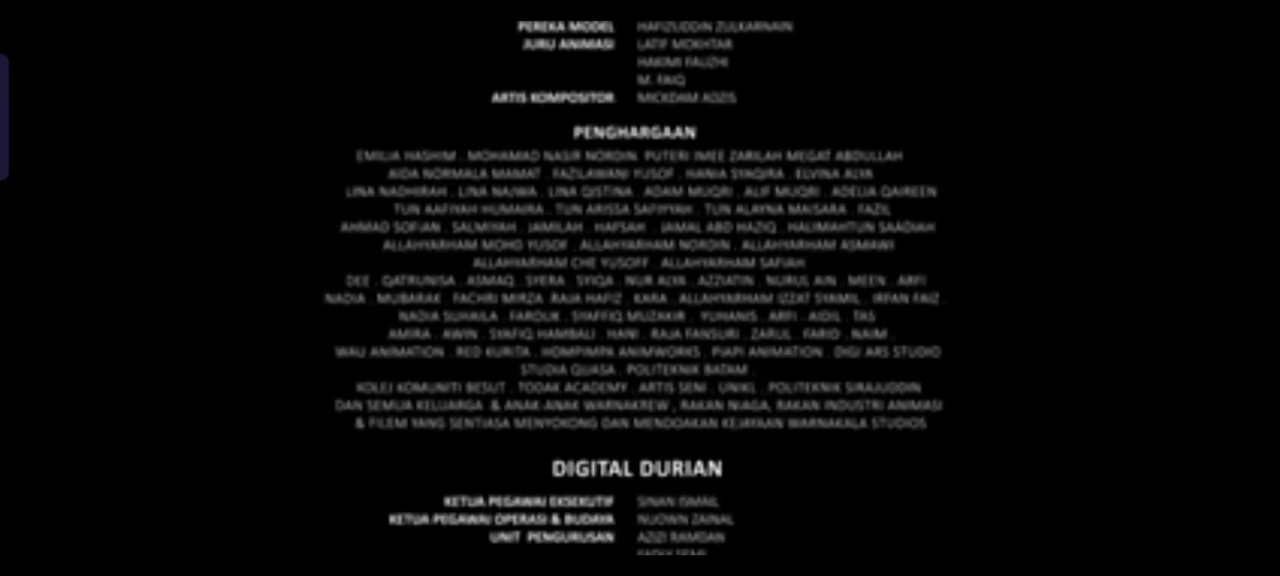 PEREKA MODEL HAFIZUDDIN ZULKARNAIN
JURU ANIMASI LATIF MOKHTAR
HAKIMI FAUZHI
M. FAIQ
ARTIS KOMPOSITOR MICKDAM ADZIS
PENGHARGAAN
EMILIA HASHIM . MOHAMAD NASIR NORDIN. PUTERI IMEE ZARILAH MEGAT ABDULLAH
AIDA NORMALA MAMAT . FAZILAWANI YUSOF . HANIA SYAQIRA . ELVINA ALYA
LINA NADHIRAH . LINA NAJWA . LINA QISTINA . ADAM MUQRI . ALIF MUQRI . ADELIA QAIREEN
TUN AAFIYAH HUMAIRA . TUN ARISSA SAFIYYAH . TUN ALAYNA MAISARA . FAZIL
AHMAD SOFIAN . SALMIYAH . JAMILAH . HAFSAH . JAMAL ABD HAZIQ . HALIMAHTUN SAADIAH
ALLAHYARHAM MOHD YUSOF . ALLAHYARHAM NORDIN . ALLAHYARHAM ASMAWI
ALLAHYARHAM CHE YUSOFF . ALLAHYARHAM SAFIAH
DEE . QATRUNISA . ASMAQ . SYERA . SYIQA . NUR ALYA . AZZIATIN . NURUL AIN . MEEN . ARFI
NADIA . MUBARAK . FACHRI MIRZA .RAJA HAFIZ . KARA . ALLAHYARHAM IZZAT SYAMIL . IRFAN FAIZ .
NADIA SUHAILA . FAROUK . SYAFFIQ MUZAKIR . YUHANIS . ARFI . AIDIL . TAS
AMIRA . AWIN . SYAFIQ HAMBALI . HANI . RAJA FANSURI . ZARUL . FARID . NAIM .
WAU ANIMATION . RED KURITA . HOMPIMPA ANIMWORKS . PIAPI ANIMATION . DIGI ARS STUDIO
STUDIA QUASA . POLITEKNIK BATAM .
KOLEJ KOMUNITI BESUT . TODAK ACADEMY . ARTIS SENI . UNIKL . POLITEKNIK SIRAJUDDIN
DAN SEMUA KELUARGA & ANAK-ANAK WARNAKREW , RAKAN NIAGA, RAKAN INDUSTRI ANIMASI
& FILEM YANG SENTIASA MENYOKONG DAN MENDOAKAN KEJAYAAN WARNAKALA STUDIOS
DIGITAL DURIAN
KETUA PEGAWAI EKSEKUTIF SINAN ISMAIL
KETUA PEGAWAI OPERASI & BUDAYA NUOWN ZAINAL
UNIT PENGURUSAN AZIZI RAMDAN